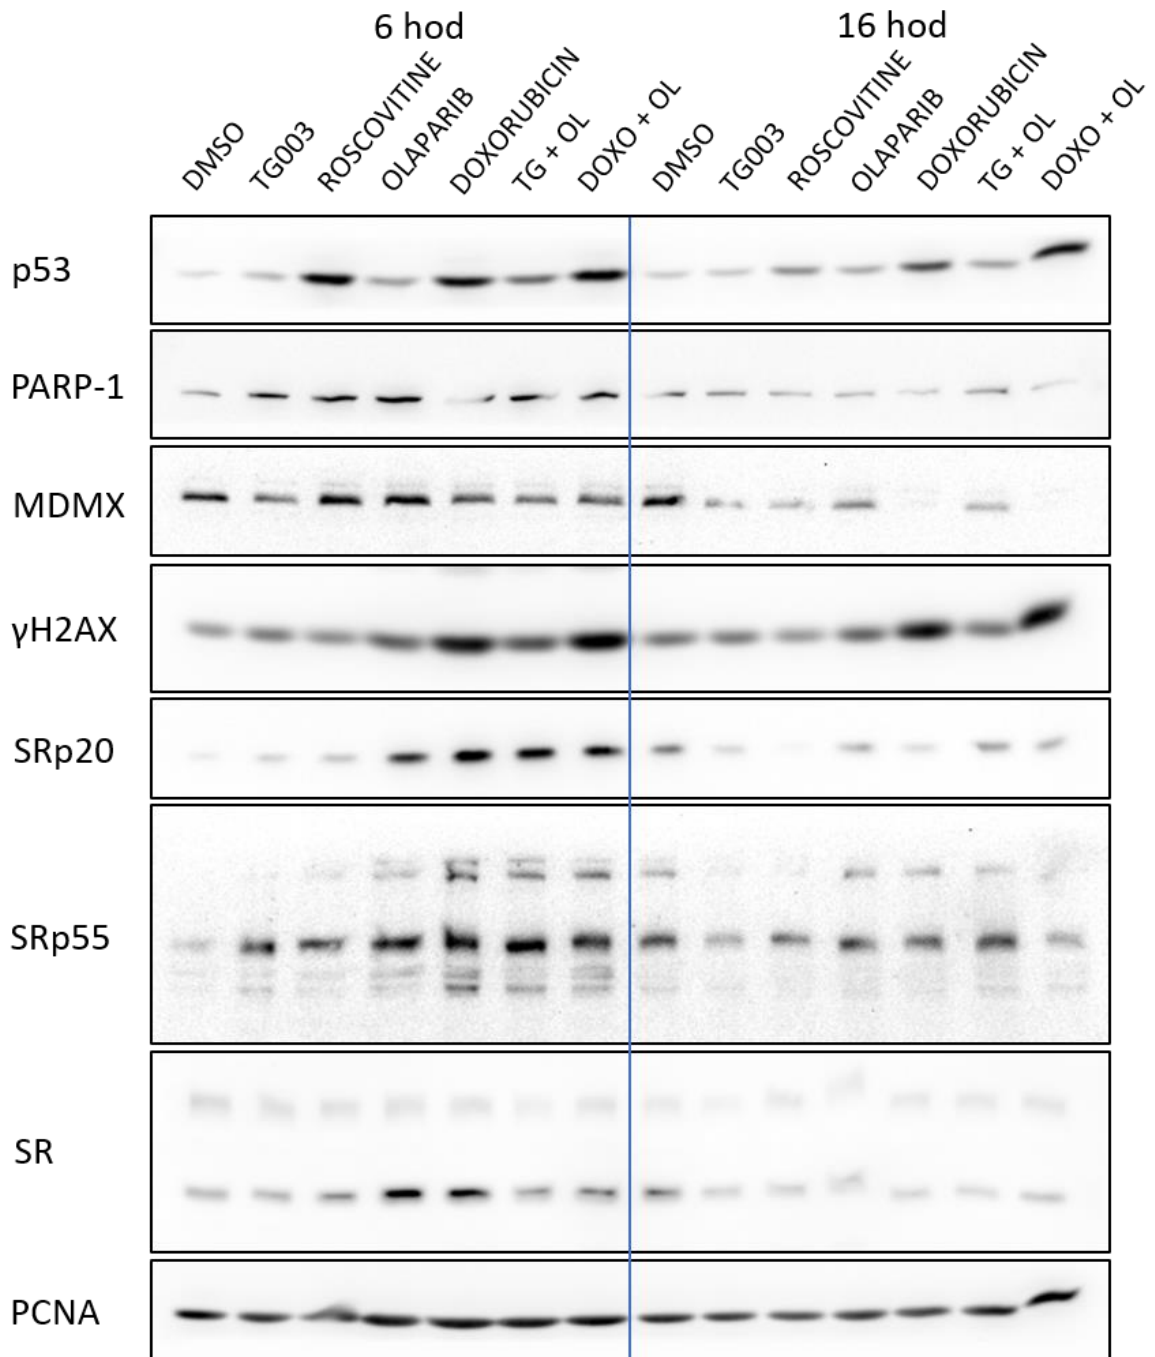 6 hod 16 hod
DMSO TG003 ROSCOVITINE OLAPARIB DOXORUBICIN TG + OL DOXO + OL DMSO TG003 ROSCOVITINE OLAPARIB DOXORUBICIN TG + OL DOXO + OL
p53
PARP-1
MDMX
γH2AX
SRp20
SRp55
SR
PCNA